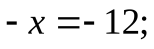 - x = - 12;